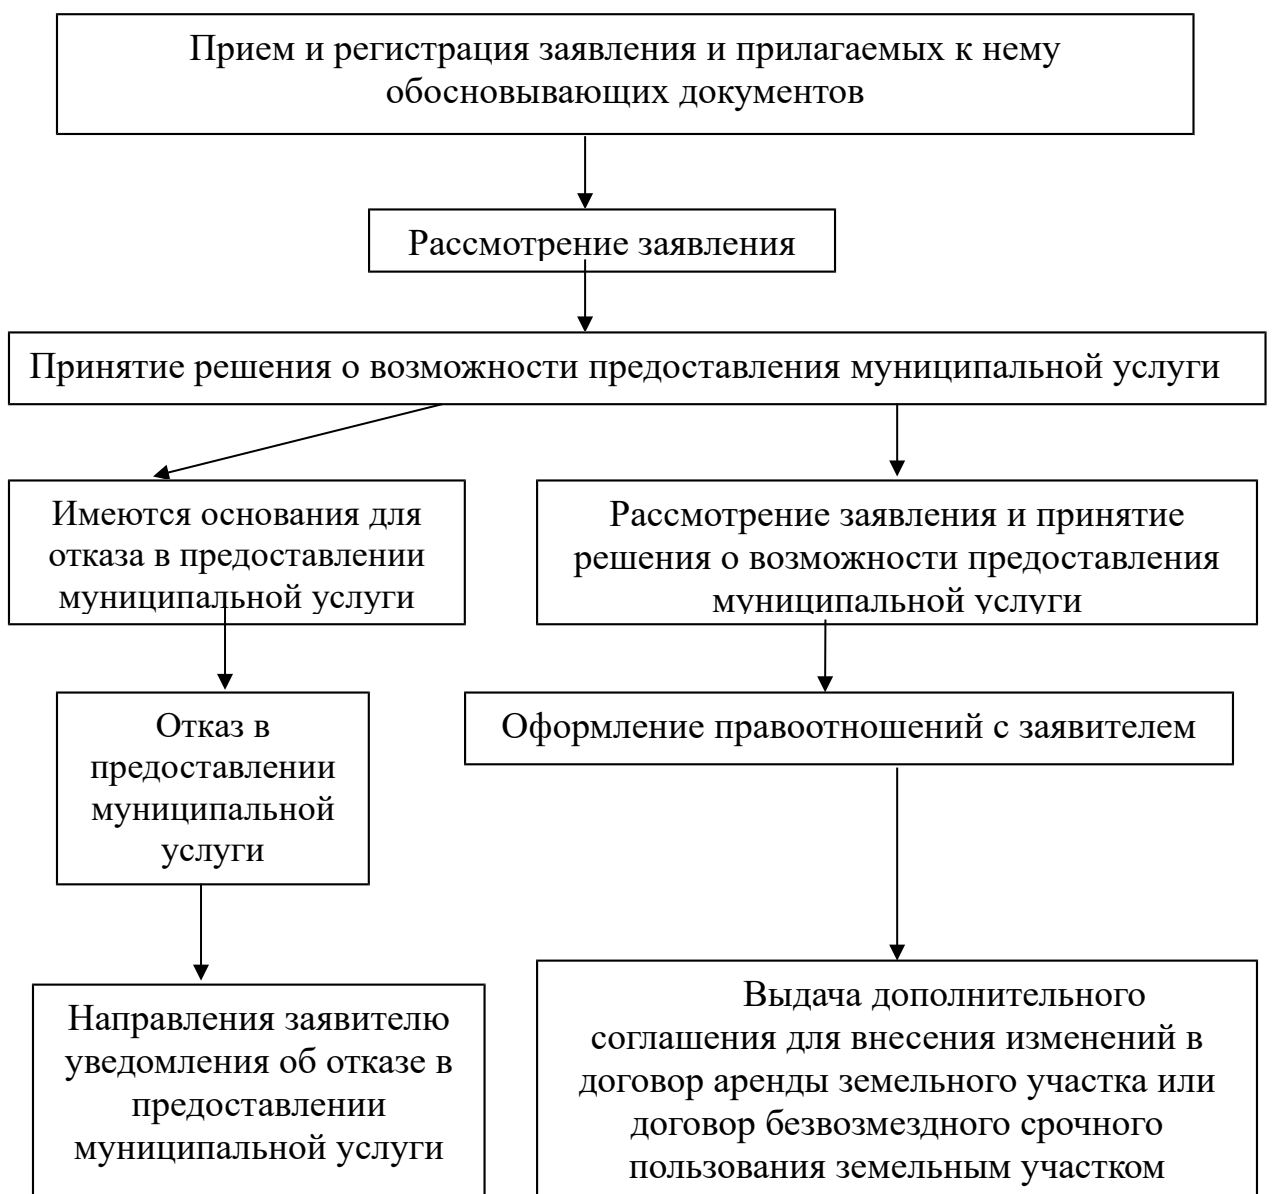 Прием и регистрация заявления и прилагаемых к нему
обосновывающих документов
Рассмотрение заявления
Принятие решения о возможности предоставления муниципальной услуги
Имеются основания для
отказа в предоставлении
муниципальной услуги
Рассмотрение заявления и принятие
решения о возможности предоставления
муниципальной услуги
Отказ в
предоставлении
муниципальной
услуги
Оформление правоотношений с заявителем
Направления заявителю
уведомления об отказе в
предоставлении
муниципальной услуги
Выдача дополнительного
соглашения для внесения изменений в
договор аренды земельного участка или
договор безвозмездного срочного
пользования земельным участком